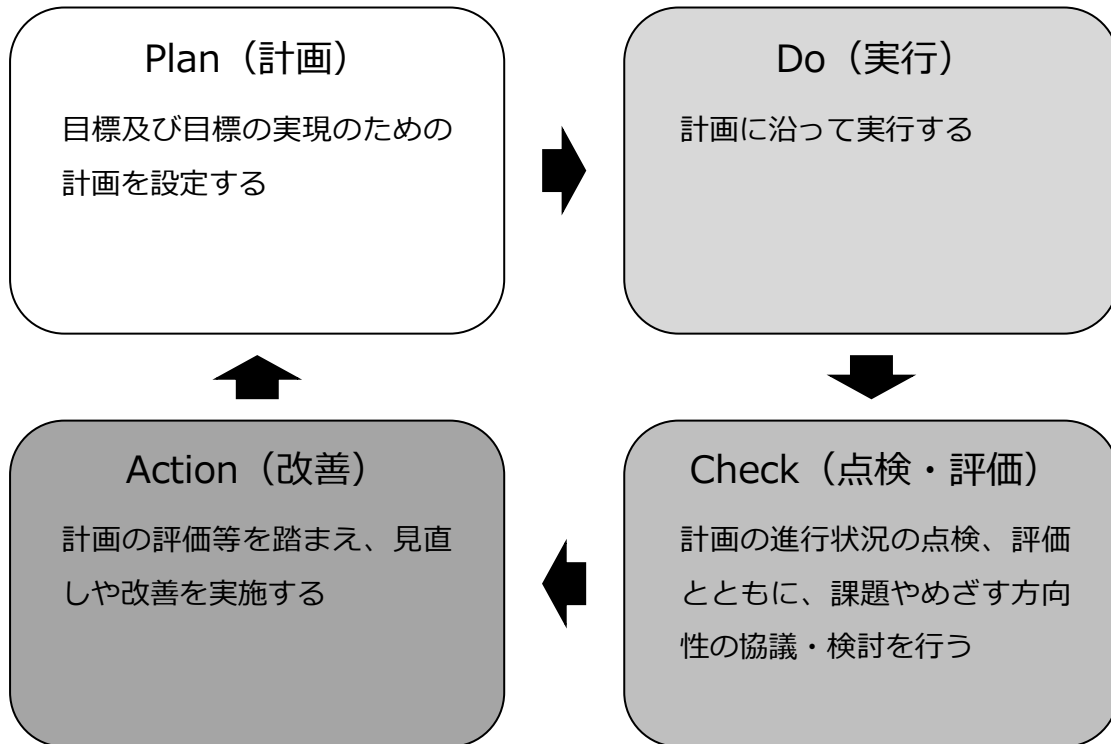 Plan（計画）
目標及び目標の実現のための
計画を設定する
Do（実行）
計画に沿って実行する
Action（改善）
計画の評価等を踏まえ、見直
しや改善を実施する
Check（点検・評価）
計画の進行状況の点検、評価
とともに、課題やめざす方向
性の協議・検討を行う